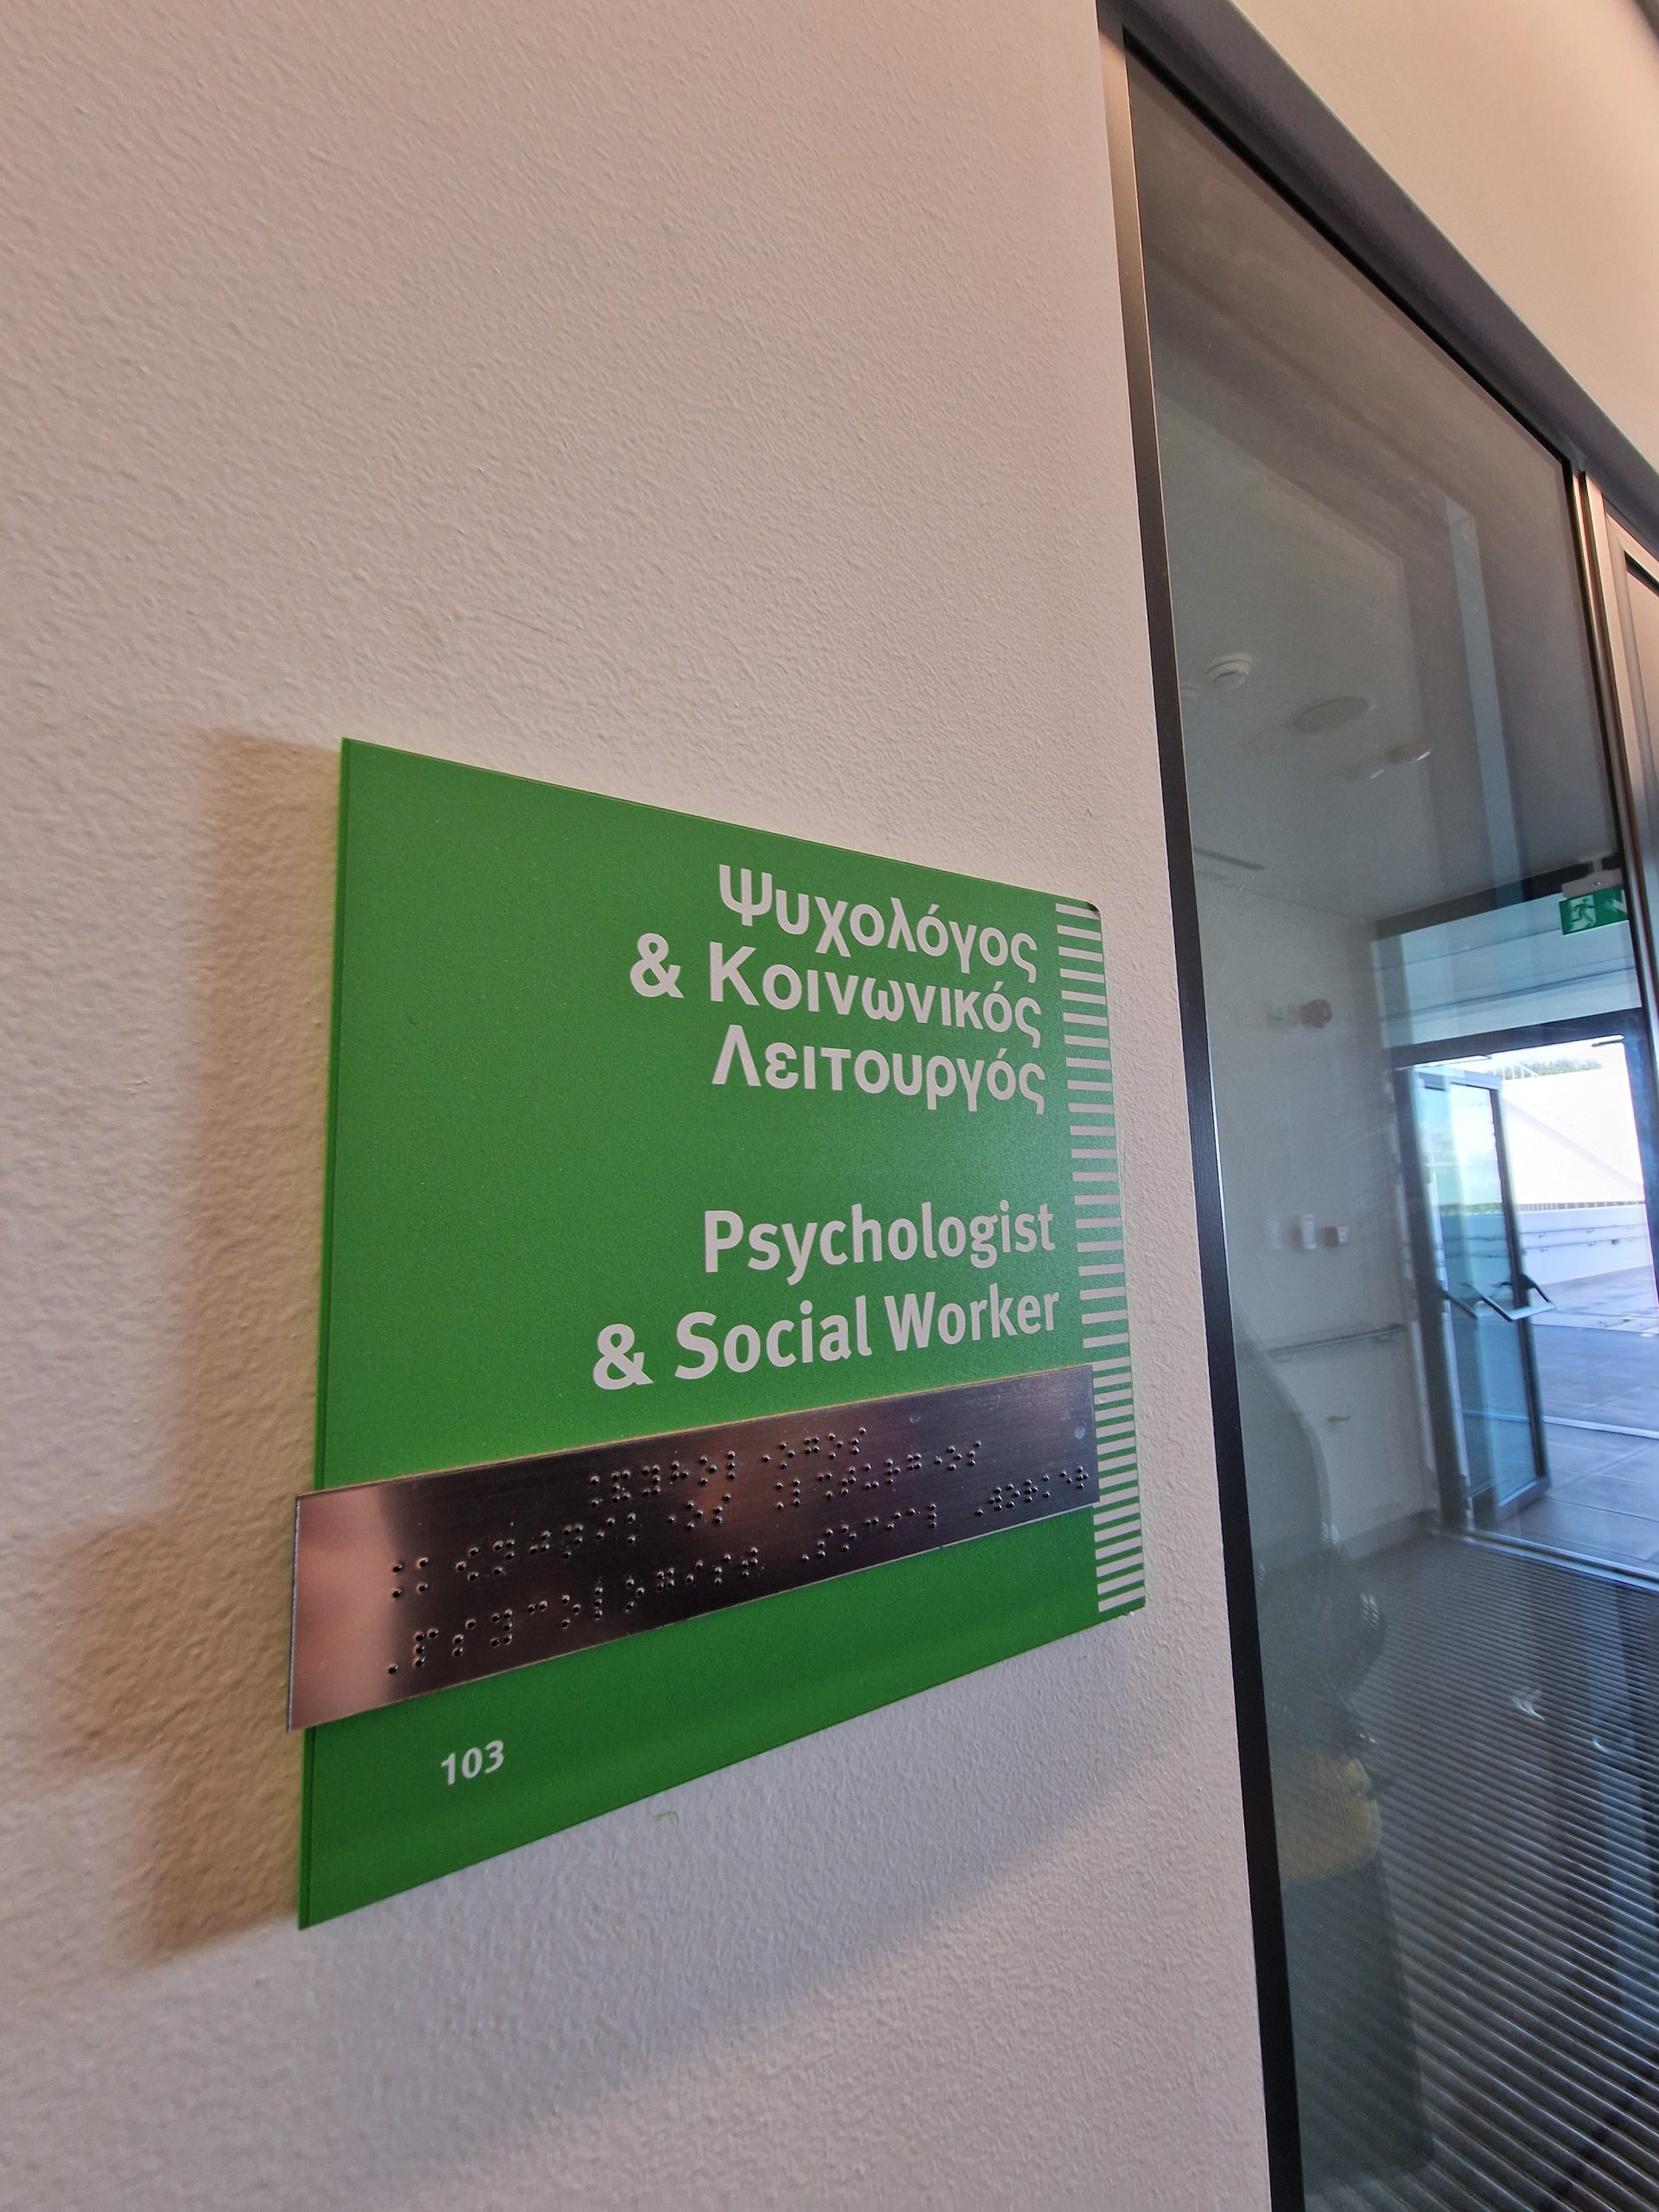 Ψυχολόγος
& Κοινωνικός
Λειτουργός
Psychologist
& Social Worker
103